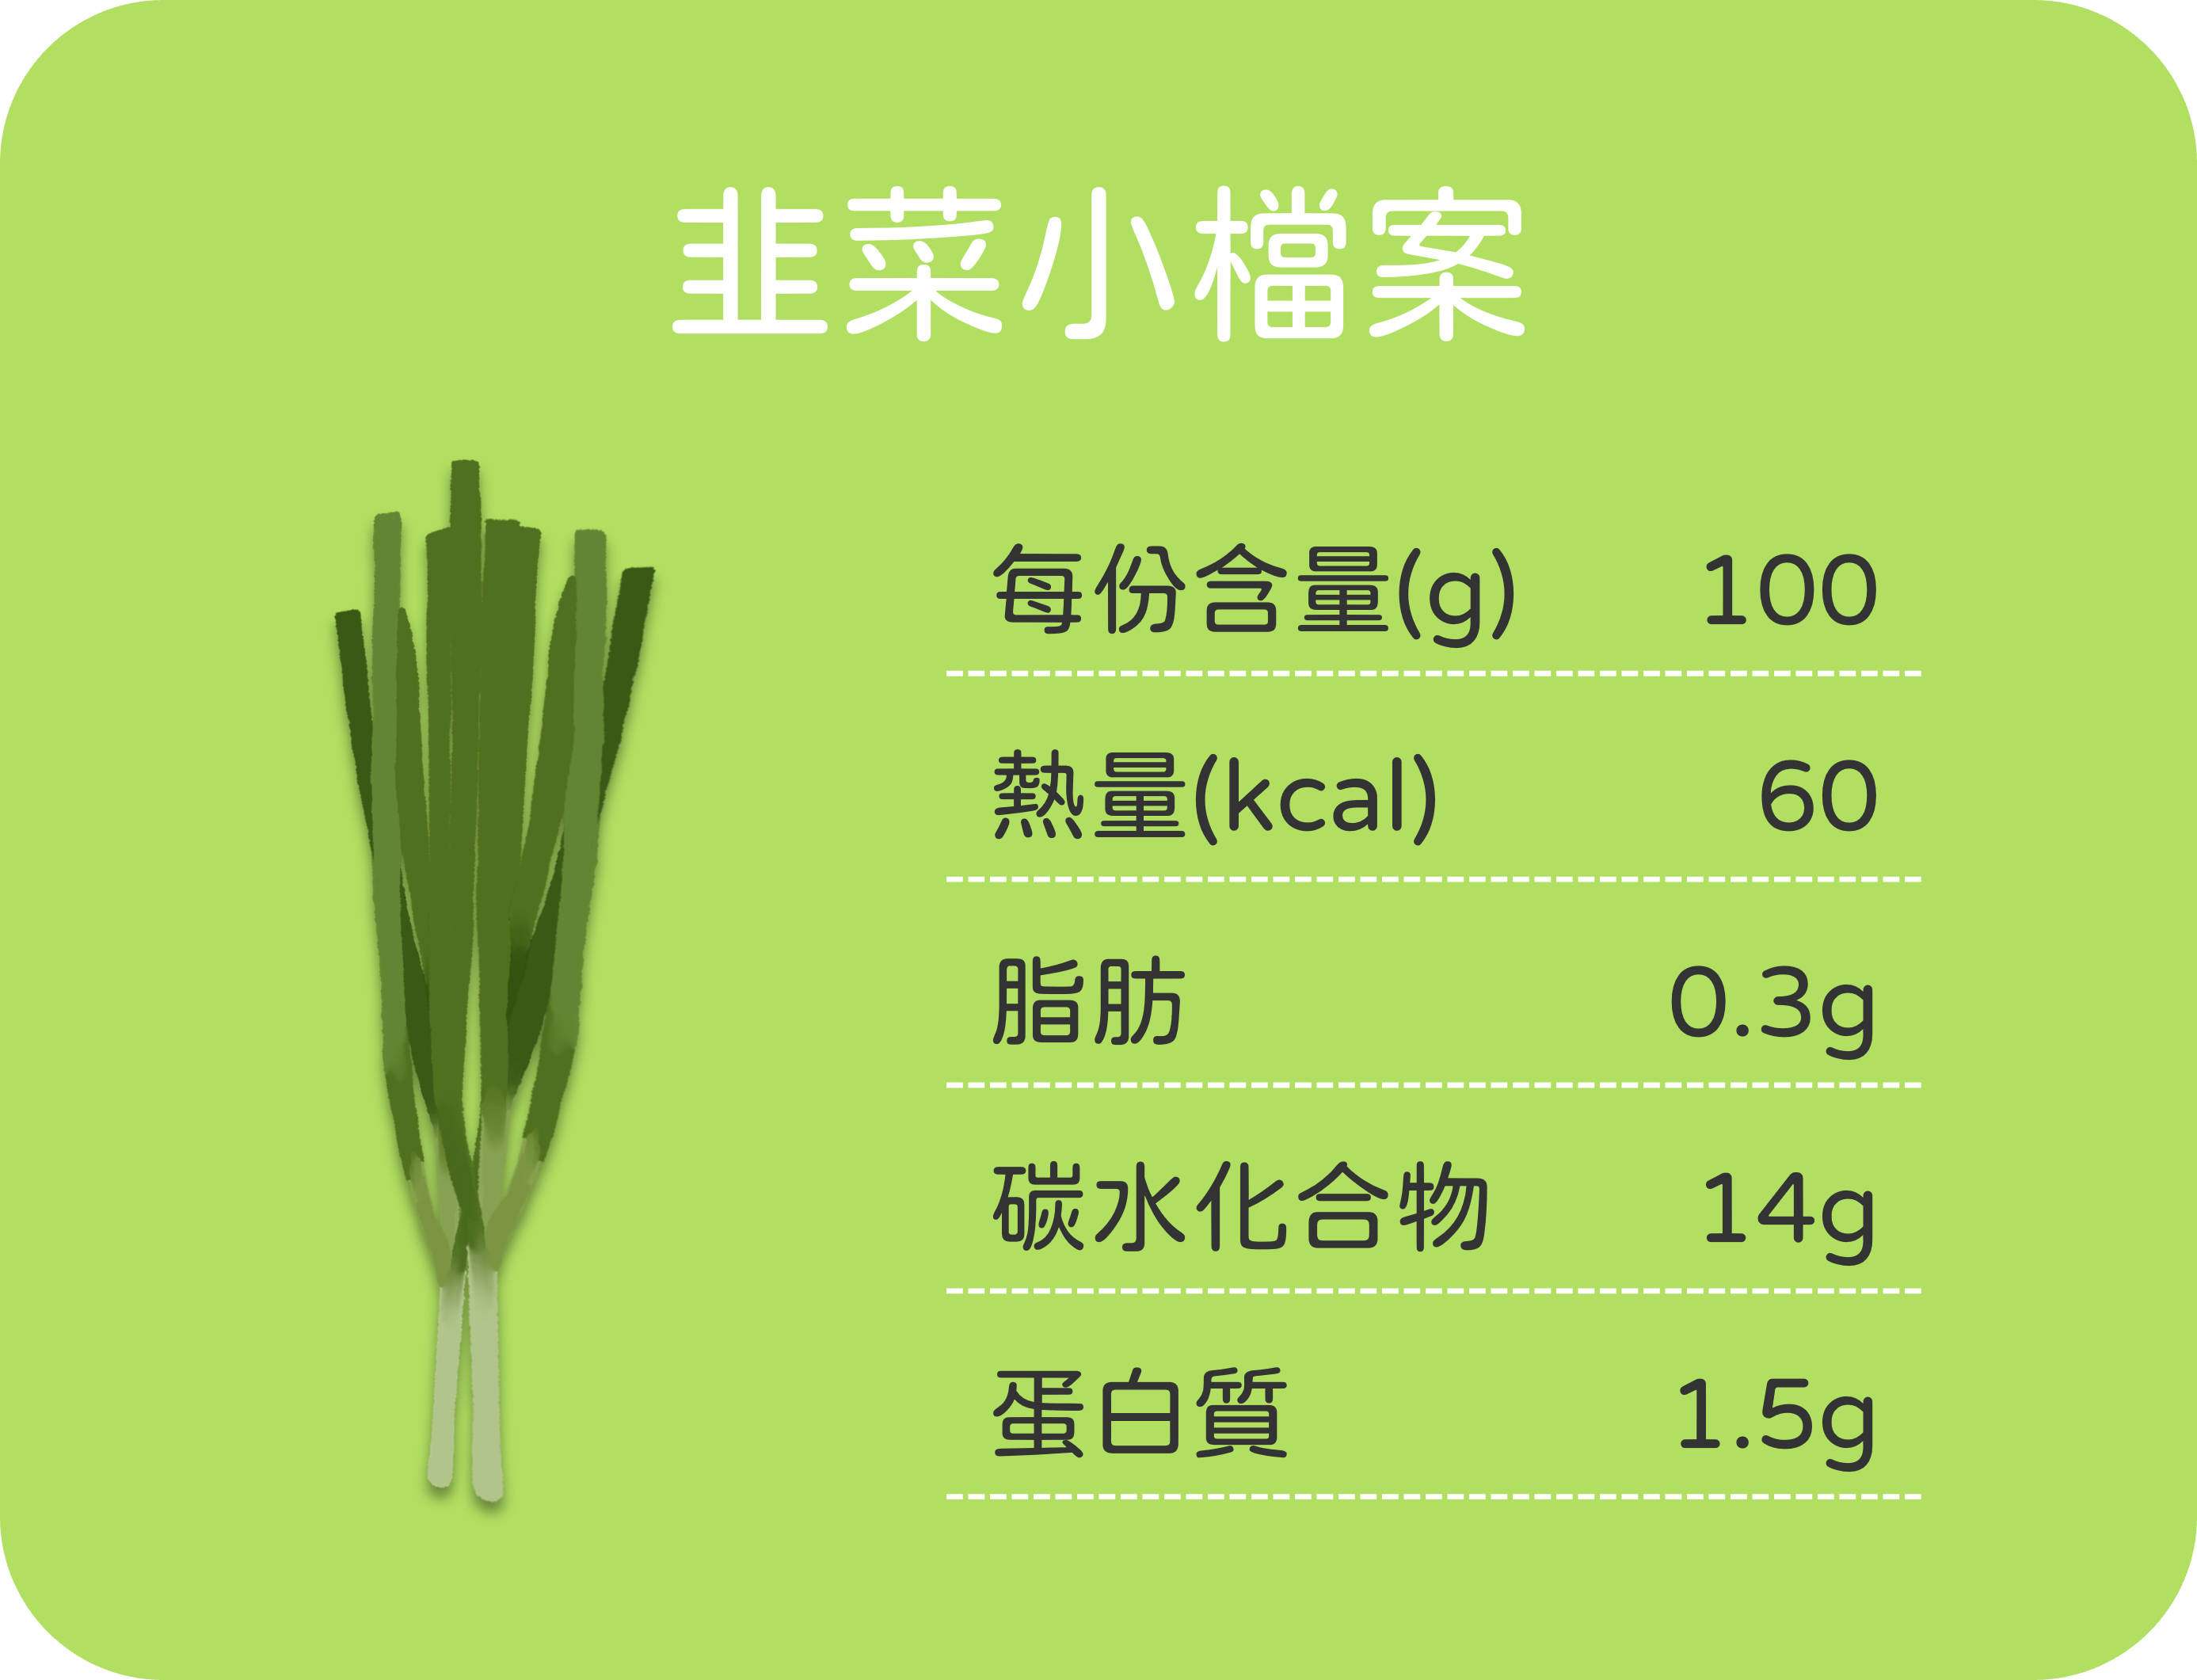 韭菜小檔案
每份含量(g) 100
熱量(kcal) 60
脂肪 0.3g
碳水化合物 14g
蛋白質 1.5g